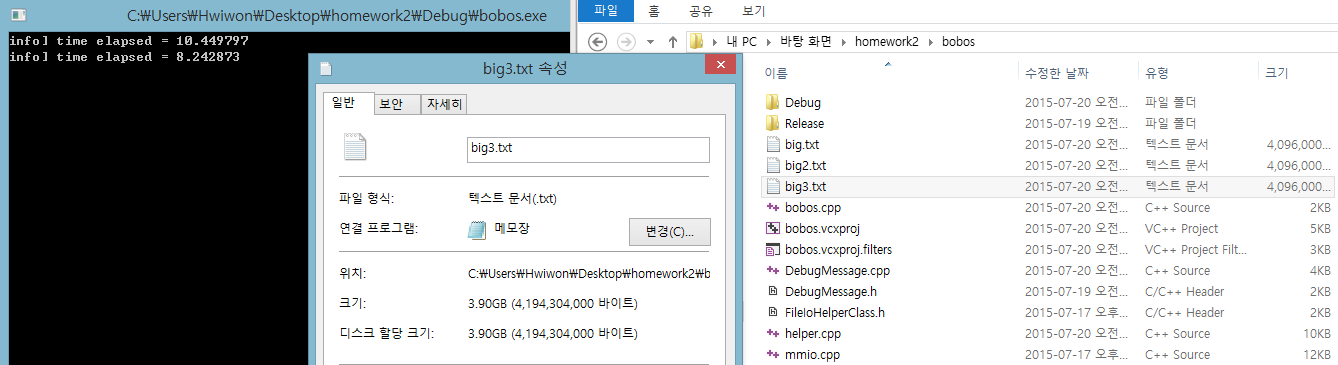 C:₩Users₩Hwiwon₩Desktop₩homework2₩Debug₩bobos.exe
info] time elapsed = 10.449797
info] time elapsed = 8.242873
big3.txt 속성
일반 보안 자세히
big3.txt
파일 형식: 텍스트 문서(.txt)
연결 프로그램: 메모장 변경(C)...
위치: C:₩Users₩Hwiwon₩Desktop₩homework2₩b
크기: 3.90GB (4,194,304,000 바이트)
디스크 할당 크기: 3.90GB (4,194,304,000 바이트)
파일 홈 공유 보기
내 PC 바탕 화면 homework2 bobos
이름 수정한 날짜 유형 크기
Debug 2015-07-20 오전... 파일 폴더
Release 2015-07-19 오전... 파일 폴더
big.txt 2015-07-20 오전... 텍스트 문서 4,096,000...
big2.txt 2015-07-20 오전... 텍스트 문서 4,096,000...
big3.txt 2015-07-20 오전... 텍스트 문서 4,096,000...
bobos.cpp 2015-07-20 오전... C++ Source 2KB
bobos.vcxproj 2015-07-20 오전... VC++ Project 5KB
bobos.vcxproj.filters 2015-07-20 오전... VC++ Project Filt... 3KB
DebugMessage.cpp 2015-07-20 오전... C++ Source 4KB
DebugMessage.h 2015-07-19 오전... C/C++ Header 2KB
FileIoHelperClass.h 2015-07-17 오후... C/C++ Header 2KB
helper.cpp 2015-07-20 오전... C++ Source 10KB
mmio.cpp 2015-07-17 오후... C++ Source 12KB